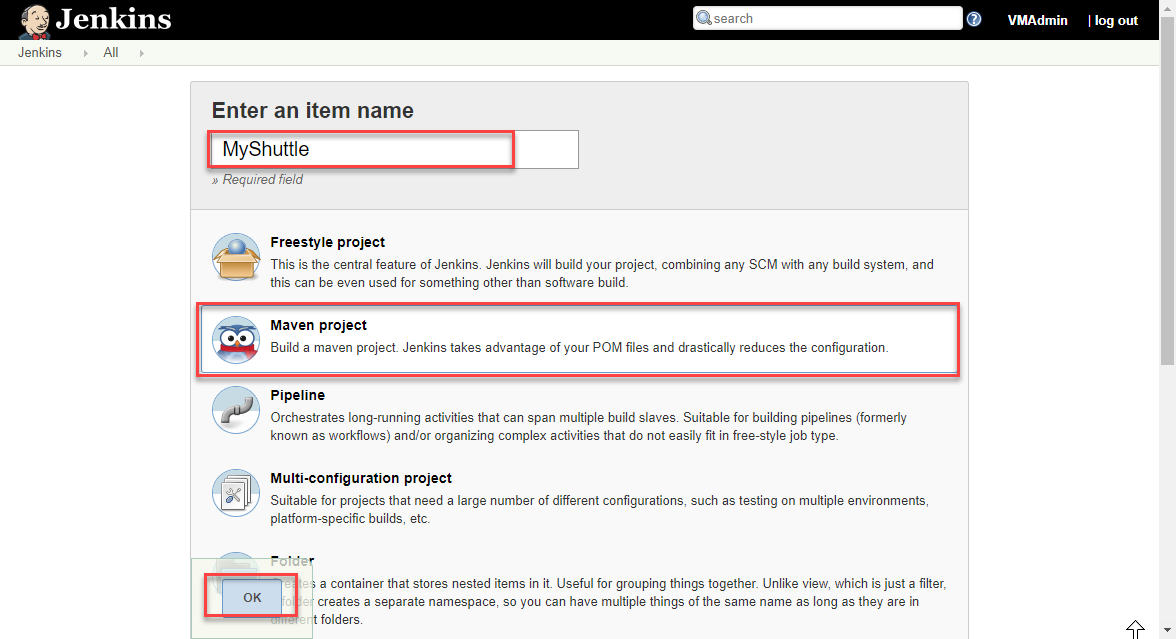 Jenkins
search
VMAdmin
| log out
Jenkins
All
Enter an item name
MyShuttle
» Required field
Freestyle project
This is the central feature of Jenkins. Jenkins will build your project, combining any SCM with any build system, and
this can be even used for something other than software build.
Maven project
Build a maven project. Jenkins takes advantage of your POM files and drastically reduces the configuration.
Pipeline
Orchestrates long-running activities that can span multiple build slaves. Suitable for building pipelines (formerly
known as workflows) and/or organizing complex activities that do not easily fit in free-style job type.
Multi-configuration project
Suitable for projects that need a large number of different configurations, such as testing on multiple environments,
platform-specific builds, etc.
Folder
a container that stores nested items in it. Useful for grouping things together. Unlike view, which is just a filter,
creates a separate namespace, so you can have multiple things of the same name as long as they are in
OK
different folders.